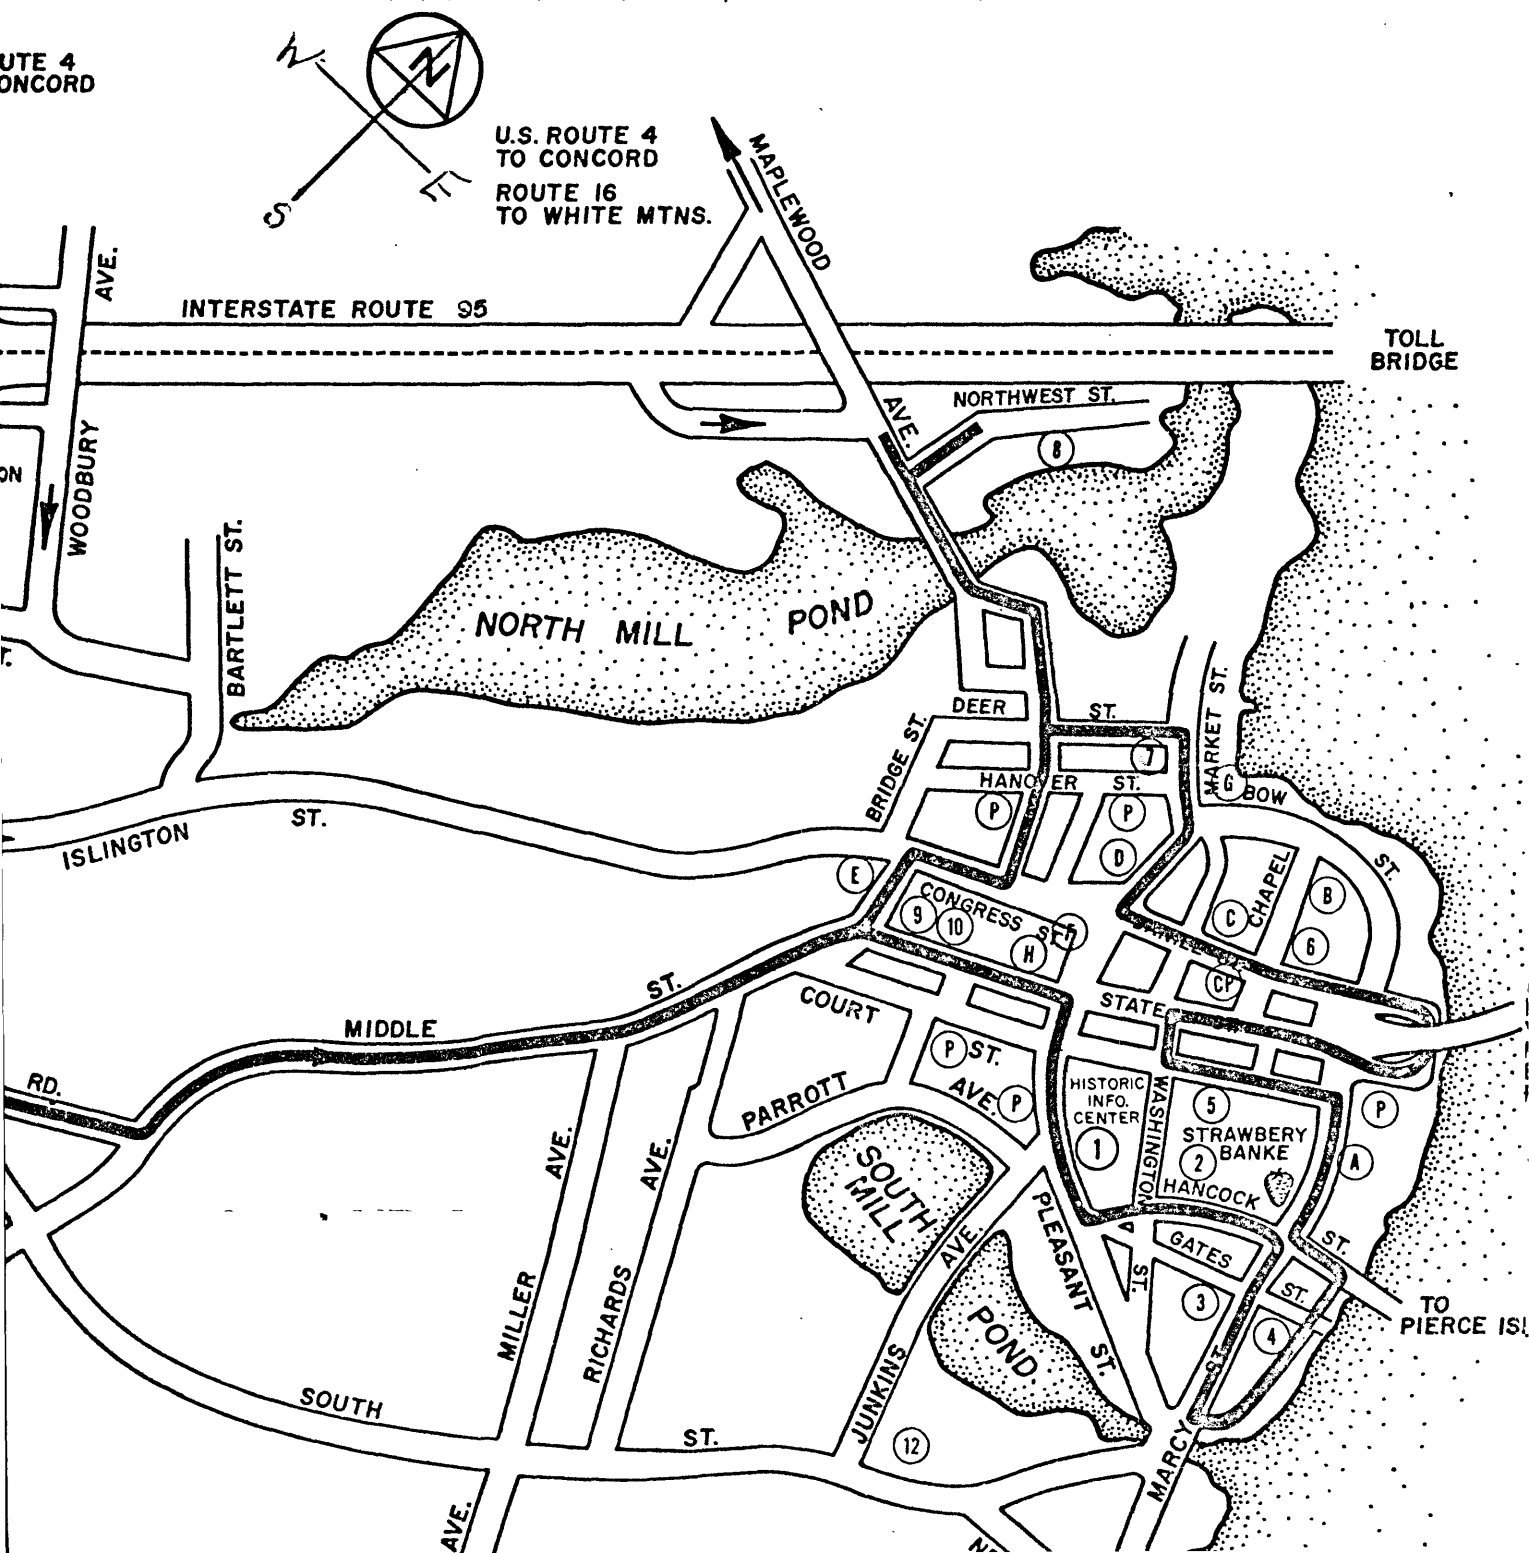 UTE 4
ONCORD
W
N
E
S
U.S. ROUTE 4
TO CONCORD
ROUTE 16
TO WHITE MTNS.
MAPLEWOOD
AVE.
AVE.
INTERSTATE ROUTE 95
TOLL
BRIDGE
NORTHWEST ST.
8
ON
WOODBURY
BARTLETT ST.
NORTH MILL POND
T.
DEER ST.
MARKET ST.
BRIDGE ST.
7
HANOVER ST.
G
BOW
ST.
P
P
D
ISLINGTON ST.
E
CONGRESS ST.
9
10
H
F
C
CHAPEL
B
6
CP
MIDDLE ST.
COURT
ST.
STATE
P
RD.
PARROTT
AVE.
P
HISTORIC
INFO.
CENTER
1
WASHINGTON
ST.
5
STRAWBERY
BANKE
2
HANCOCK
ST.
P
A
SOUTH
MILL
POND
AVE.
AVE.
AVE.
PLEASANT
ST.
GATES
ST.
3
4
TO
PIERCE ISL
MILLER
RICHARDS
JUNKINS
ST.
SOUTH
ST.
12
MARCY
AVE.